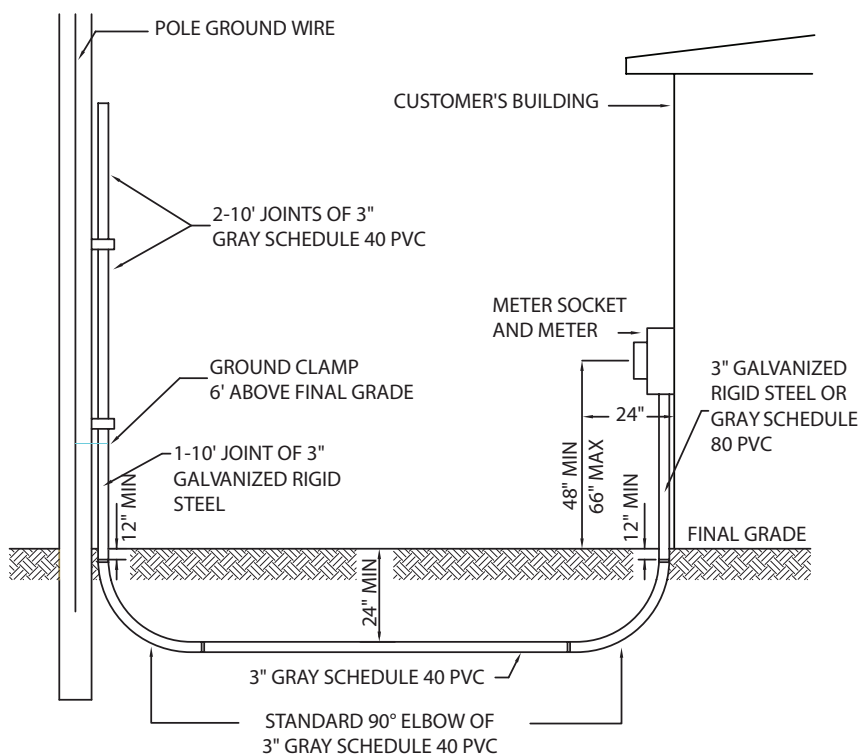 POLE GROUND WIRE
CUSTOMER'S BUILDING
2-10' JOINTS OF 3"
GRAY SCHEDULE 40 PVC
METER SOCKET
AND METER
GROUND CLAMP
6' ABOVE FINAL GRADE
3" GALVANIZED
RIGID STEEL OR
GRAY SCHEDULE
80 PVC
24"
1-10' JOINT OF 3"
GALVANIZED RIGID
STEEL
12" MIN
48" MIN
66" MAX
12" MIN
FINAL GRADE
24" MIN
3" GRAY SCHEDULE 40 PVC
STANDARD 90° ELBOW OF
3" GRAY SCHEDULE 40 PVC